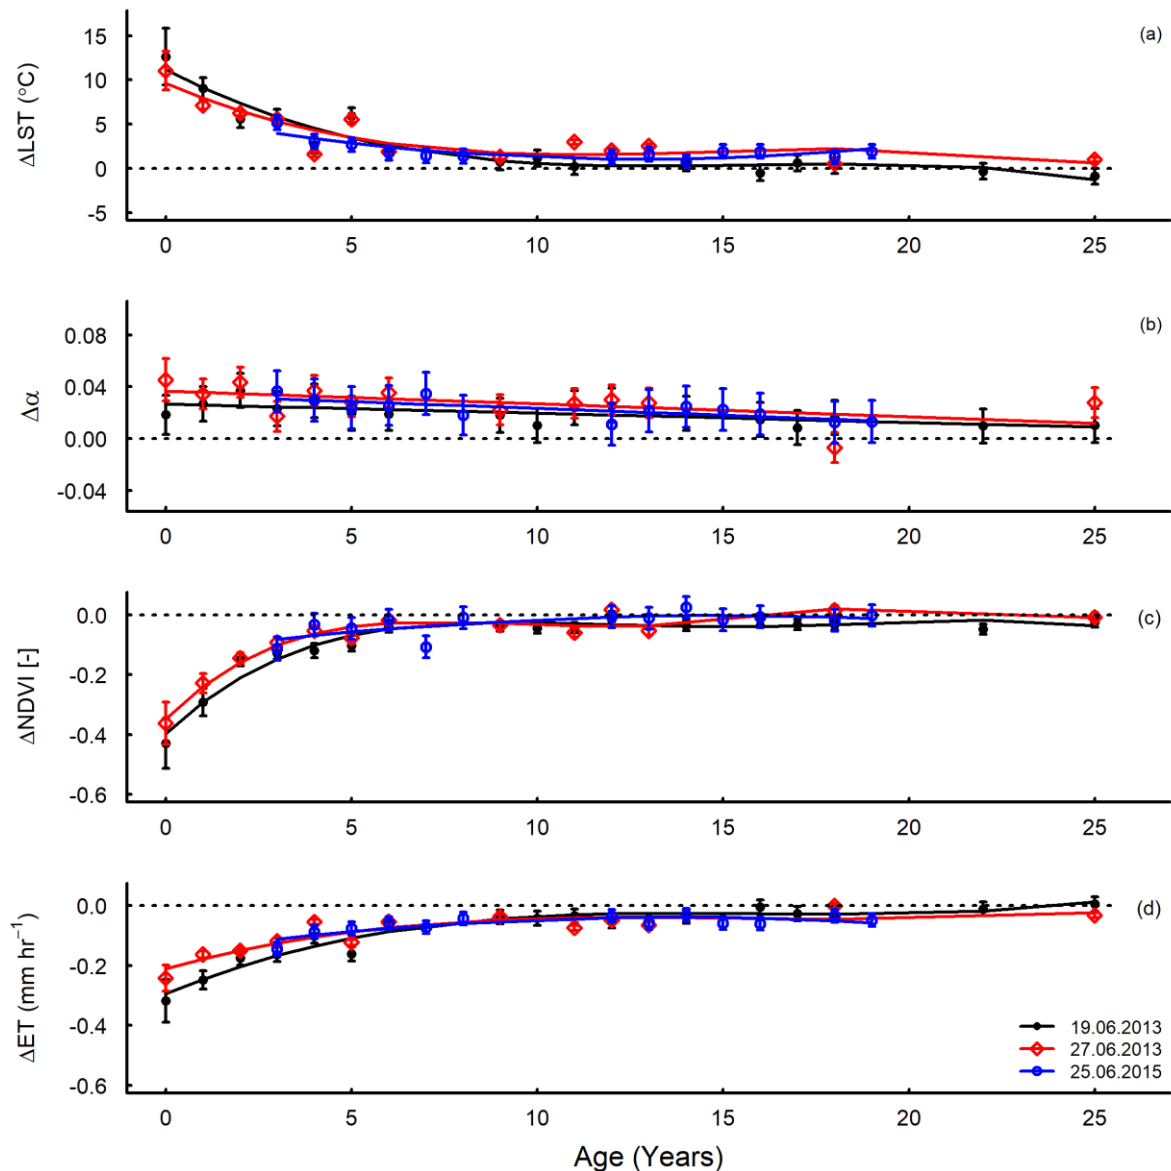 (a)
ΔLST (°C)
15
10
5
0
-5
0 5 10 15 20 25
(b)
Δα
0.08
0.04
0.00
-0.04
0 5 10 15 20 25
(c)
ΔNDVI [-]
0.0
-0.2
-0.4
-0.6
0 5 10 15 20 25
(d)
ΔET (mm hr⁻¹)
0.0
-0.2
-0.4
-0.6
19.06.2013
27.06.2013
25.06.2015
0 5 10 15 20 25
Age (Years)